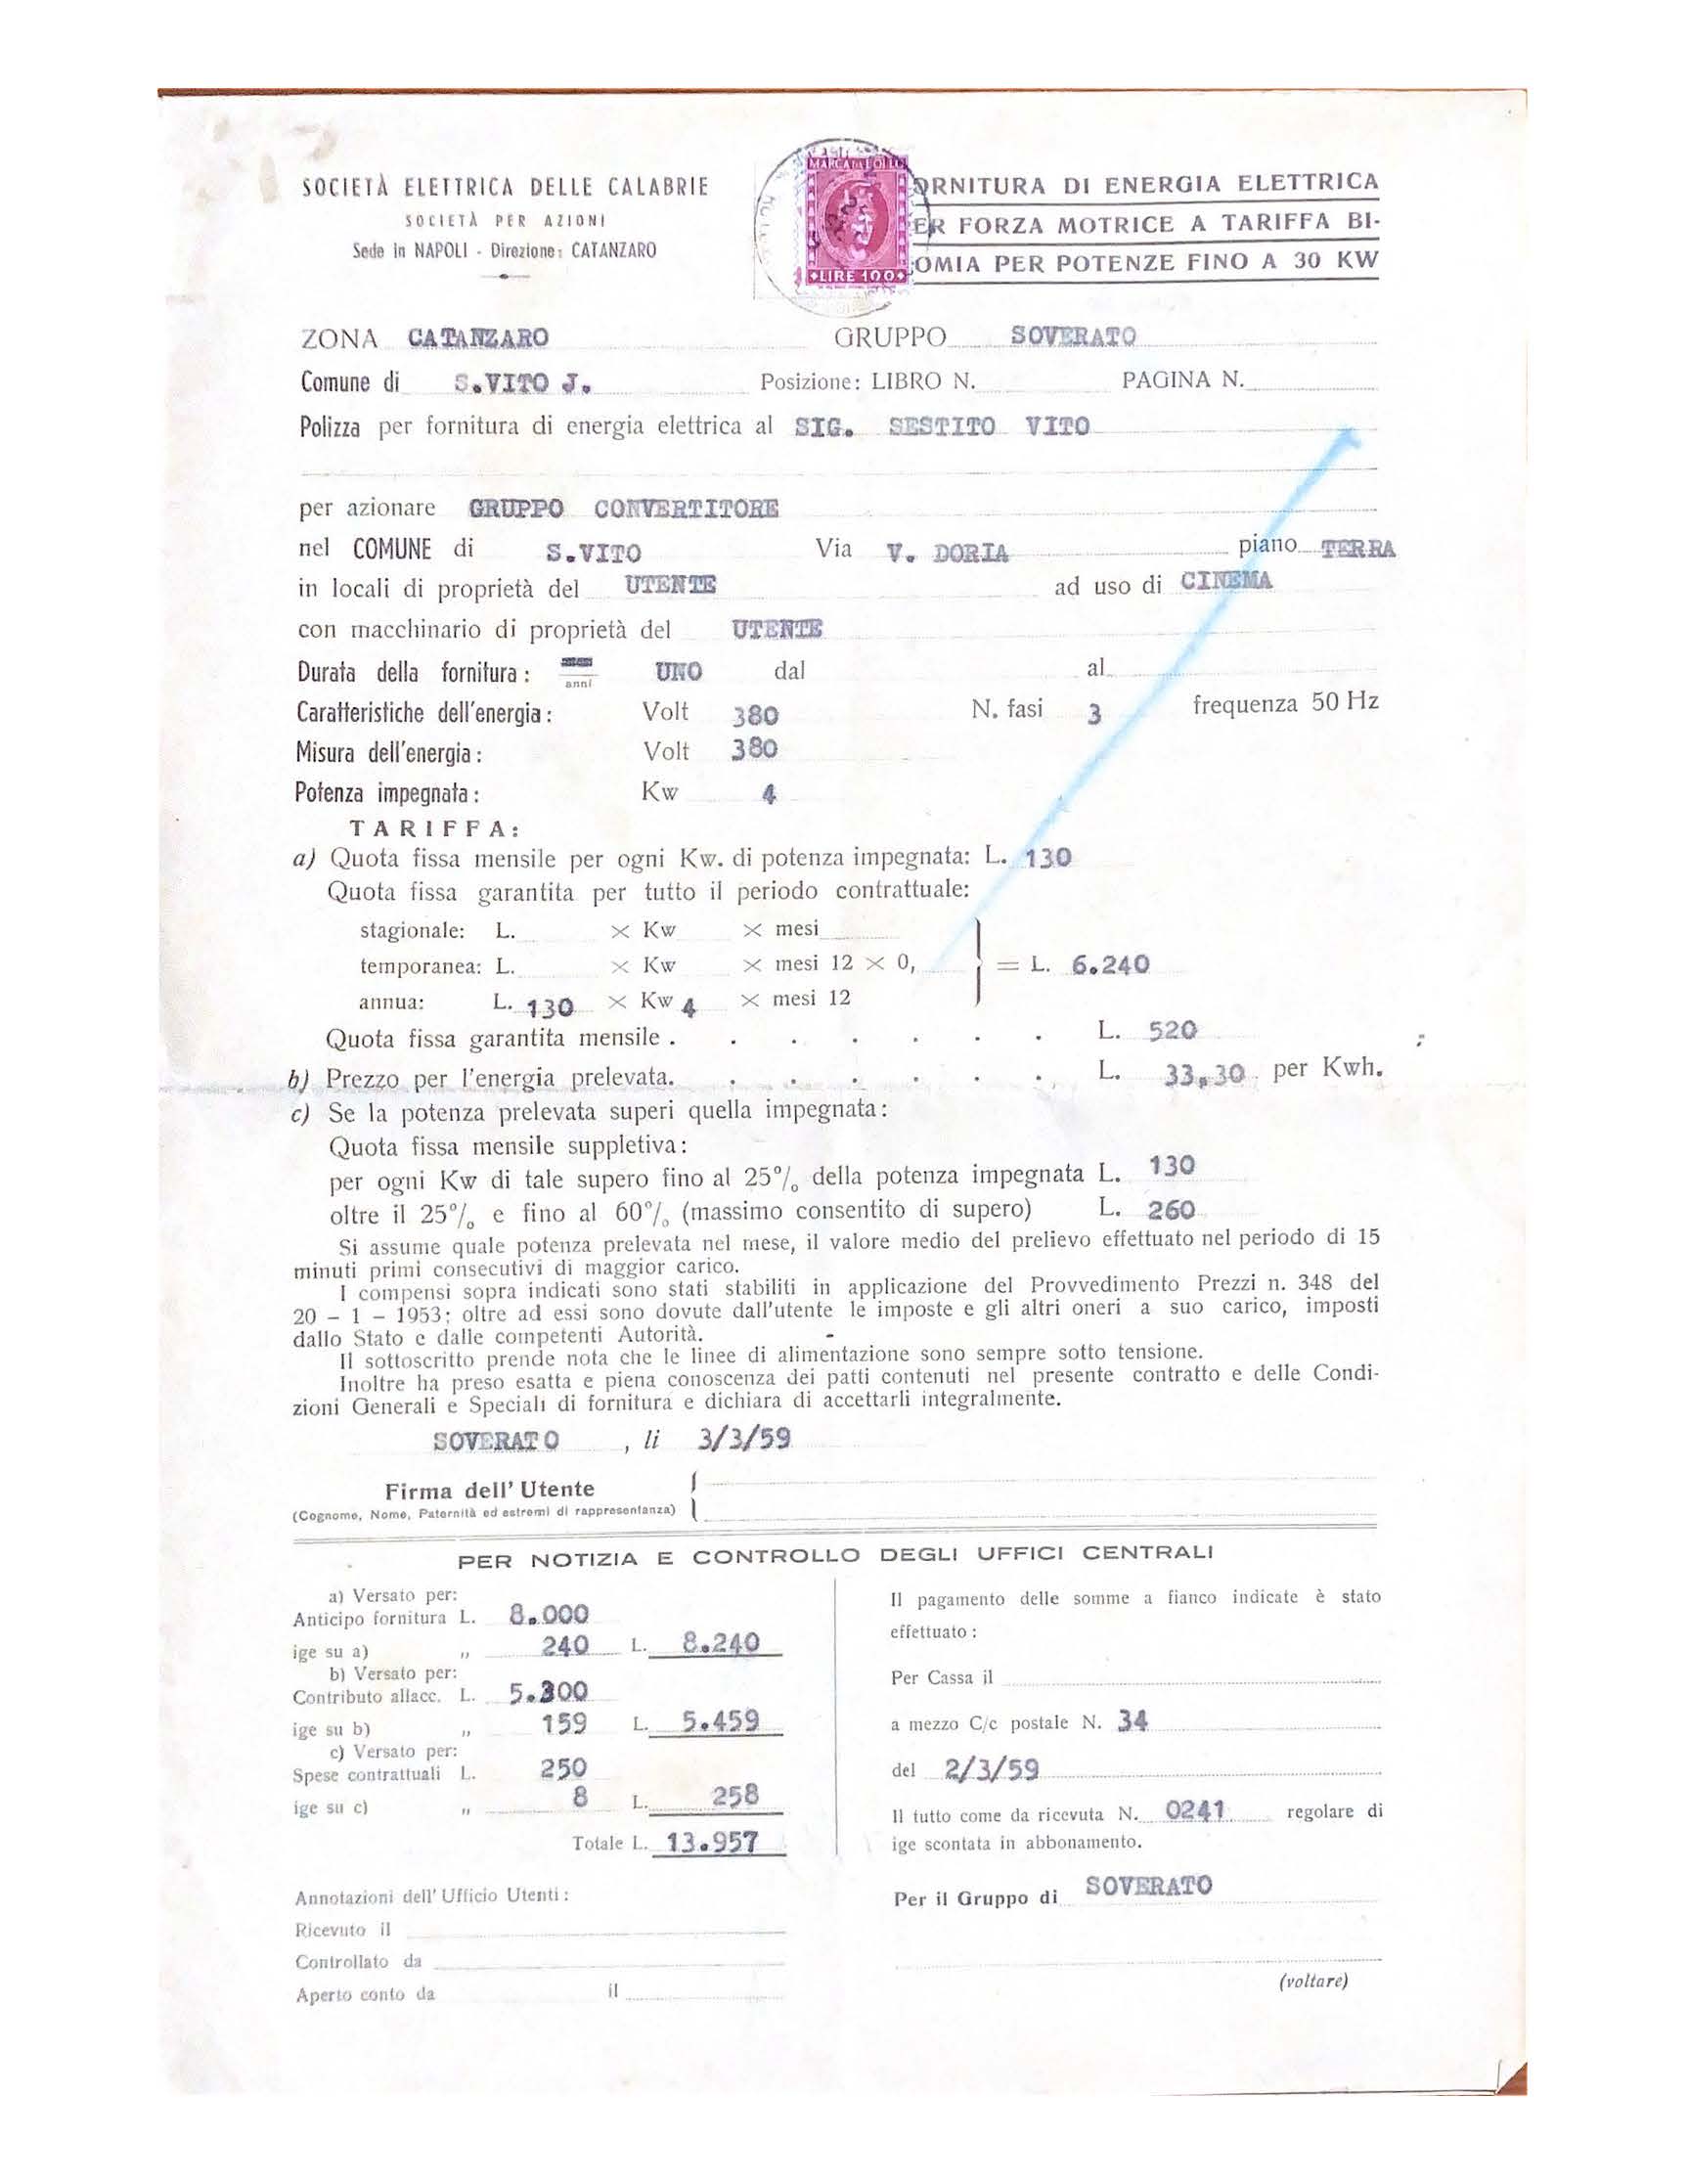 SOCIETÀ ELETTRICA DELLE CALABRIE
SOCIETÀ PER AZIONI
Sede in NAPOLI - Direzione: CATANZARO
MARCA DA BOLLO
LIRE 100
ORNITURA DI ENERGIA ELETTRICA
ER FORZA MOTRICE A TARIFFA BI-
OMIA PER POTENZE FINO A 30 KW
ZONA CATANZARO GRUPPO SOVERATO
Comune di S.VITO J. Posizione: LIBRO N. PAGINA N.
Polizza per fornitura di energia elettrica al SIG. SESTITO VITO
per azionare GRUPPO CONVERTITORE
nel COMUNE di S.VITO Via V. DORIA piano TERRA
in locali di proprietà del UTENTE ad uso di CINEMA
con macchinario di proprietà del UTENTE
Durata della fornitura: anni UNO dal al
Caratteristiche dell'energia: Volt 380 N. fasi 3 frequenza 50 Hz
Misura dell'energia: Volt 380
Potenza impegnata: Kw 4
TARIFFA:
a) Quota fissa mensile per ogni Kw. di potenza impegnata: L. 130
Quota fissa garantita per tutto il periodo contrattuale:
stagionale: L. × Kw × mesi
temporanea: L. × Kw × mesi 12 × 0, = L. 6.240
annua: L. 130 × Kw 4 × mesi 12
Quota fissa garantita mensile . . . . . . . L. 520
b) Prezzo per l'energia prelevata. . . . . . . L. 33,30 per Kwh.
c) Se la potenza prelevata superi quella impegnata:
Quota fissa mensile suppletiva:
per ogni Kw di tale supero fino al 25% della potenza impegnata L. 130
oltre il 25% e fino al 60% (massimo consentito di supero) L. 260
Si assume quale potenza prelevata nel mese, il valore medio del prelievo effettuato nel periodo di 15
minuti primi consecutivi di maggior carico.
I compensi sopra indicati sono stati stabiliti in applicazione del Provvedimento Prezzi n. 348 del
20 - 1 - 1953; oltre ad essi sono dovute dall'utente le imposte e gli altri oneri a suo carico, imposti
dallo Stato e dalle competenti Autorità.
Il sottoscritto prende nota che le linee di alimentazione sono sempre sotto tensione.
Inoltre ha preso esatta e piena conoscenza dei patti contenuti nel presente contratto e delle Condi-
zioni Generali e Speciali di fornitura e dichiara di accettarli integralmente.
SOVERATO , li 3/3/59
Firma dell' Utente
(Cognome, Nome, Paternità ed estremi di rappresentanza)
PER NOTIZIA E CONTROLLO DEGLI UFFICI CENTRALI
a) Versato per:
Anticipo fornitura L. 8.000
ige su a) " 240 L. 8.240
b) Versato per:
Contributo allacc. L. 5.300
ige su b) " 159 L. 5.459
c) Versato per:
Spese contrattuali L. 250
ige su c) " 8 L. 258
Totale L. 13.957
Annotazioni dell' Ufficio Utenti:
Ricevuto il
Controllato da
Aperto conto da il
Il pagamento delle somme a fianco indicate è stato
effettuato:
Per Cassa il
a mezzo C/c postale N. 34
del 2/3/59
Il tutto come da ricevuta N. 0241 regolare di
ige scontata in abbonamento.
Per il Gruppo di SOVERATO
(voltare)